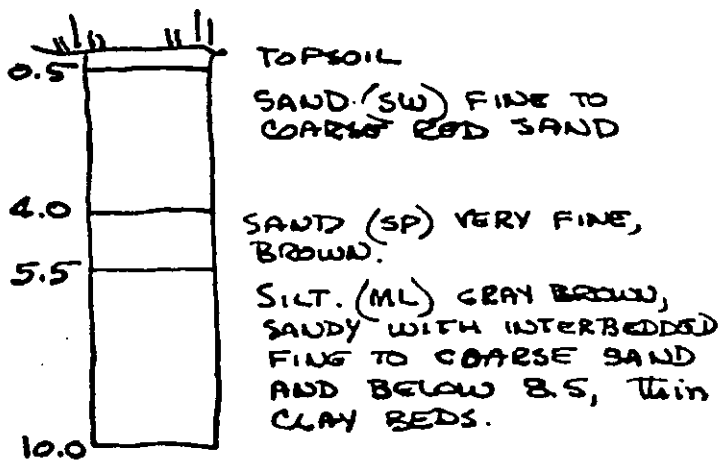 TOPSOIL
0.5
SAND (SW) FINE TO
COARSE RED SAND
4.0
SAND (SP) VERY FINE,
BROWN.
5.5
SILT. (ML) GRAY BROWN,
SANDY WITH INTERBEDDED
FINE TO COARSE SAND
AND BELOW 8.5, thin
CLAY BEDS.
10.0